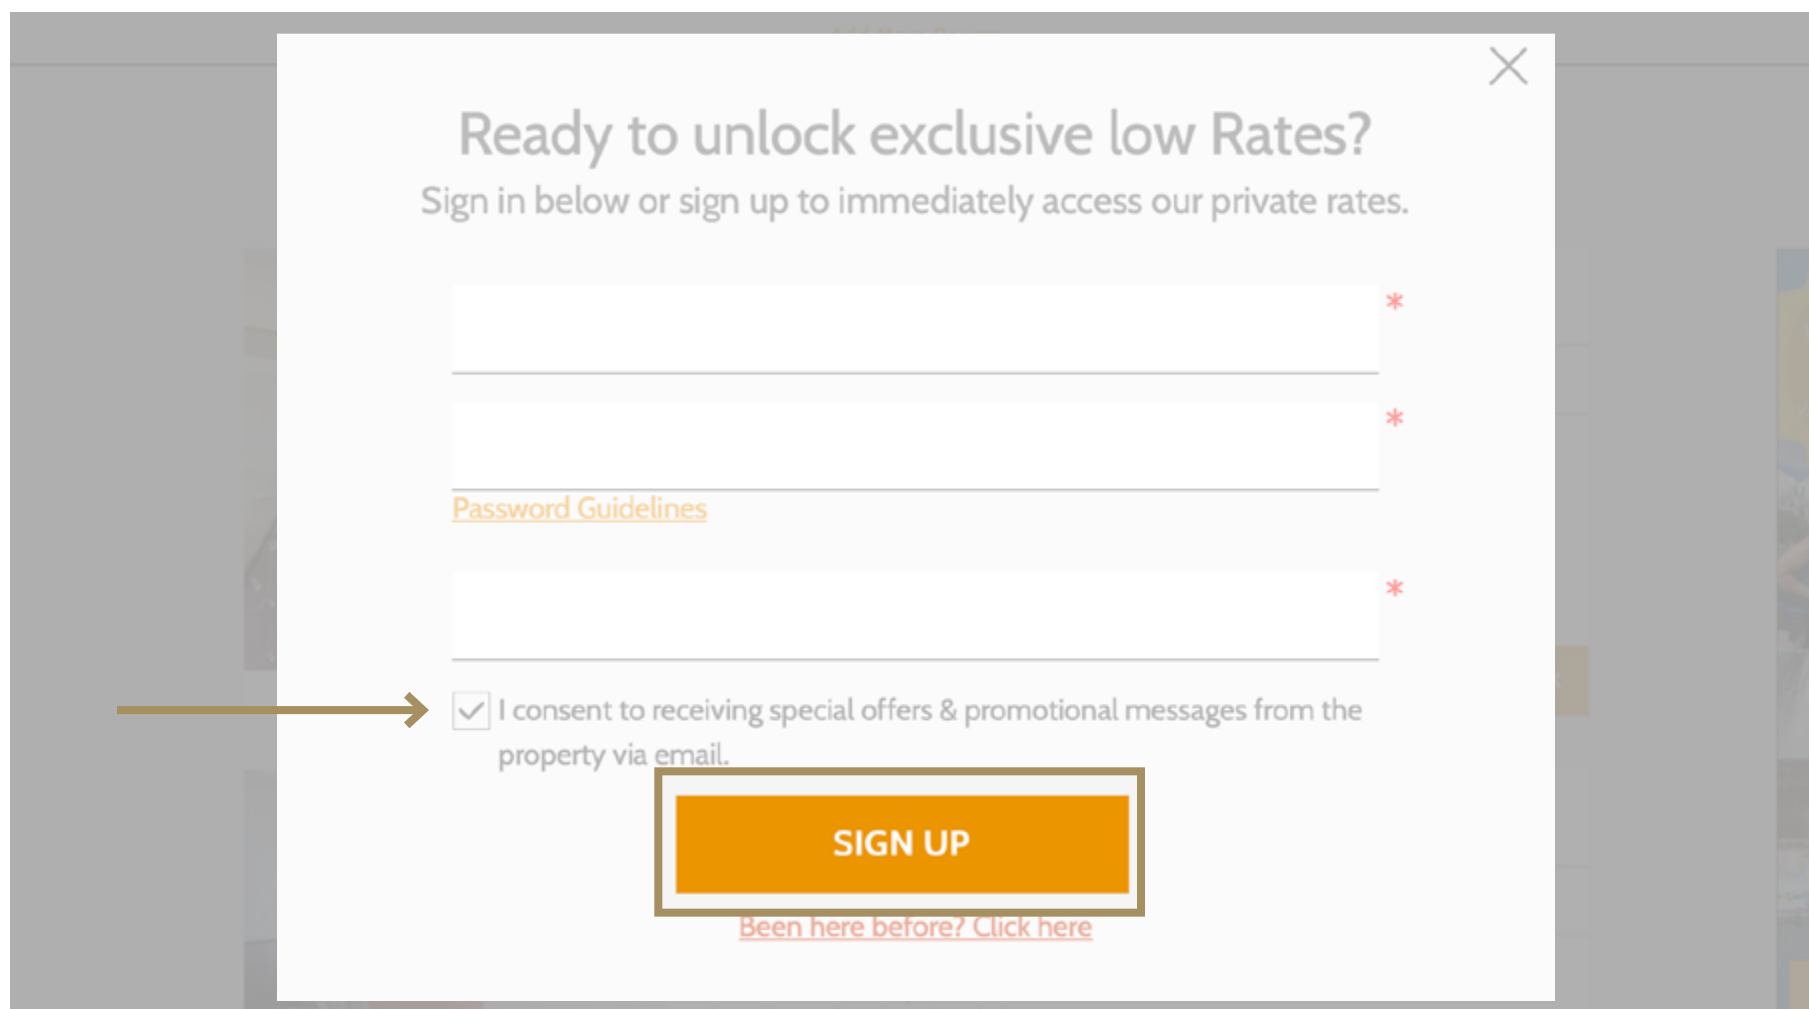 Ready to unlock exclusive low Rates?
Sign in below or sign up to immediately access our private rates.
*
*
Password Guidelines
*
I consent to receiving special offers & promotional messages from the
property via email.
SIGN UP
Been here before? Click here